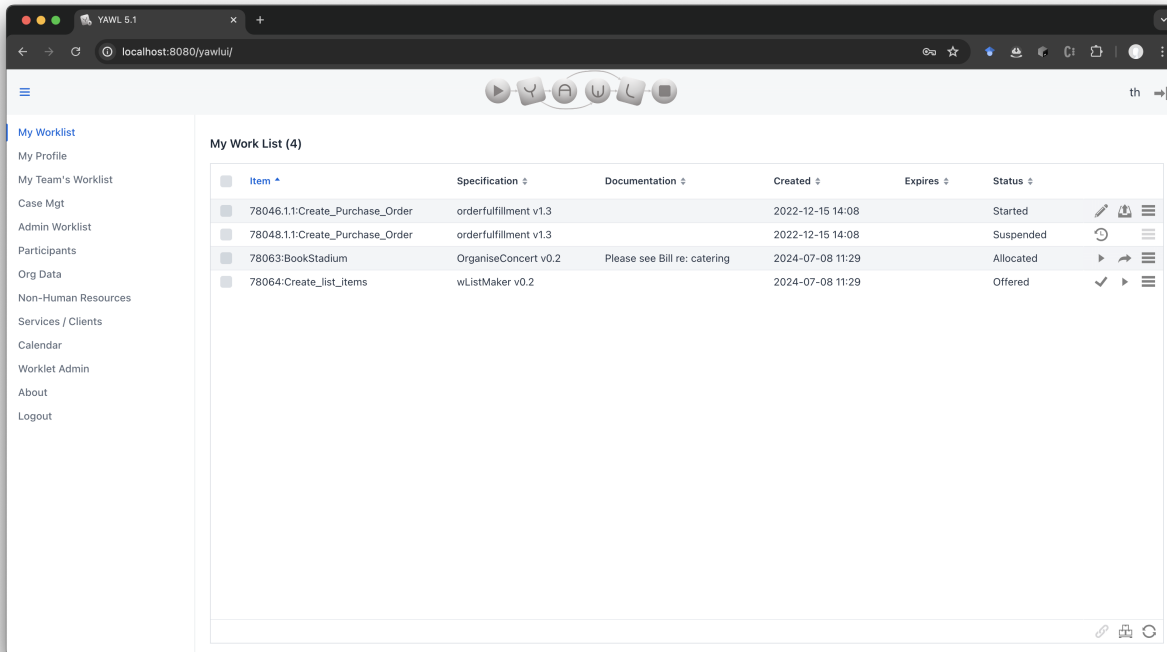 YAWL 5.1
localhost:8080/yawlui/
YAWL
th
My Worklist
My Profile
My Team's Worklist
Case Mgt
Admin Worklist
Participants
Org Data
Non-Human Resources
Services / Clients
Calendar
Worklet Admin
About
Logout
My Work List (4)
Item Specification Documentation Created Expires Status
78046.1.1:Create_Purchase_Order orderfulfillment v1.3 2022-12-15 14:08 Started
78048.1.1:Create_Purchase_Order orderfulfillment v1.3 2022-12-15 14:08 Suspended
78063:BookStadium OrganiseConcert v0.2 Please see Bill re: catering 2024-07-08 11:29 Allocated
78064:Create_list_items wListMaker v0.2 2024-07-08 11:29 Offered